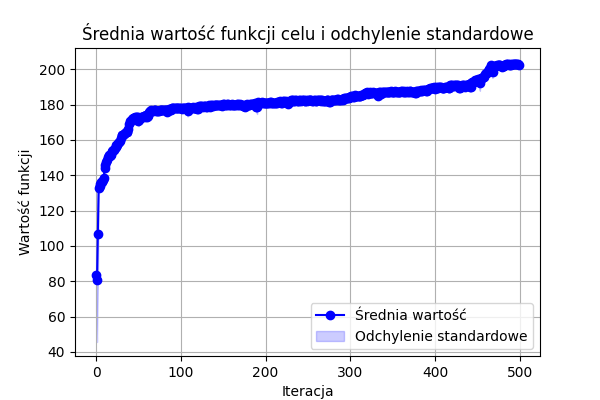 Średnia wartość funkcji celu i odchylenie standardowe
Wartość funkcji
200
180
160
140
120
100
80
60
40
0 100 200 300 400 500
Iteracja
Średnia wartość
Odchylenie standardowe